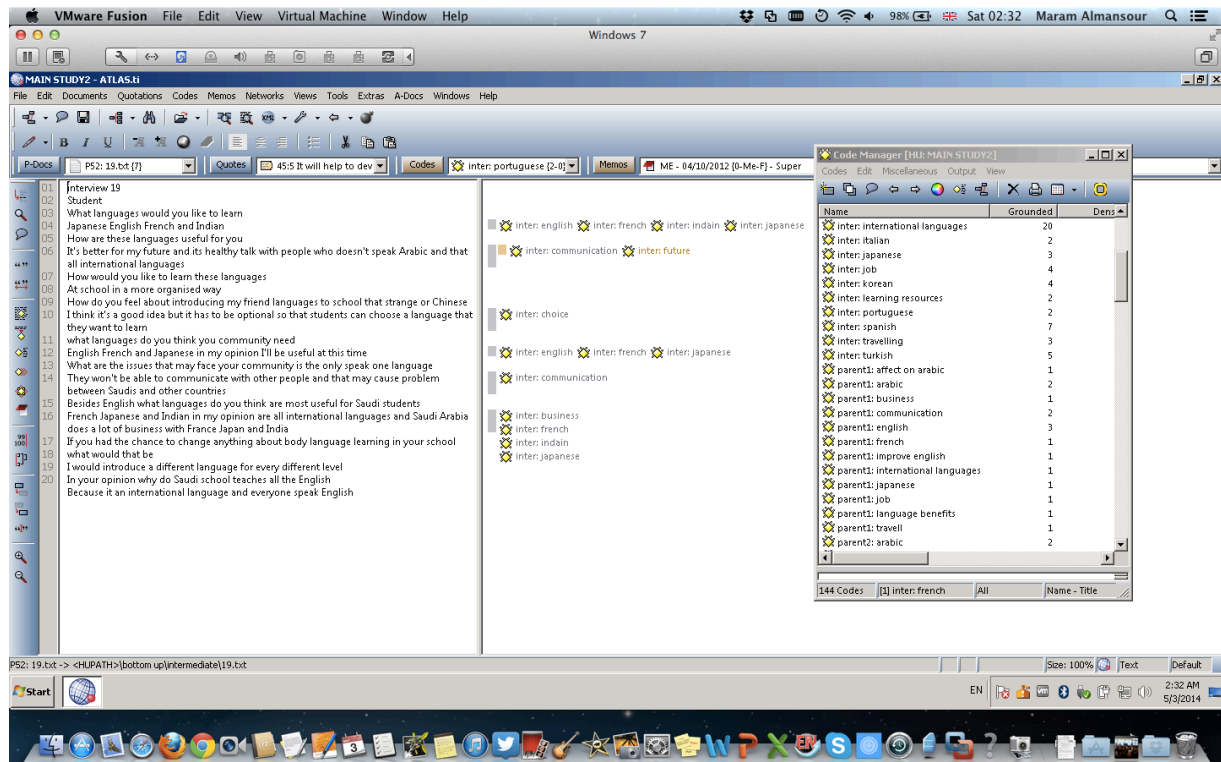 VMware Fusion File Edit View Virtual Machine Window Help 98% Sat 02:32 Maram Almansour
Windows 7
MAIN STUDY2 - ATLAS.ti
File Edit Documents Quotations Codes Memos Networks Views Tools Extras A-Docs Windows Help
B I U
P-Docs P52: 19.txt {7} Quotes 45:5 It will help to dev Codes inter: portuguese {2-0} Memos ME - 04/10/2012 {0-Me-F} - Super
01 Interview 19
02 Student
03 What languages would you like to learn
04 Japanese English French and Indian
inter: english inter: french inter: indain inter: japanese
05 How are these languages useful for you
06 It's better for my future and its healthy talk with people who doesn't speak Arabic and that
all international languages
inter: communication inter: future
07 How would you like to learn these languages
08 At school in a more organised way
09 How do you feel about introducing my friend languages to school that strange or Chinese
10 I think it's a good idea but it has to be optional so that students can choose a language that
they want to learn
inter: choice
11 what languages do you think you community need
12 English French and Japanese in my opinion I'll be useful at this time
inter: english inter: french inter: japanese
13 What are the issues that may face your community is the only speak one language
14 They won't be able to communicate with other people and that may cause problem
between Saudis and other countries
inter: communication
15 Besides English what languages do you think are most useful for Saudi students
16 French Japanese and Indian in my opinion are all international languages and Saudi Arabia
does a lot of business with France Japan and India
inter: business
inter: french
inter: indain
inter: japanese
17 If you had the chance to change anything about body language learning in your school
18 what would that be
19 I would introduce a different language for every different level
20 In your opinion why do Saudi school teaches all the English
Because it an international language and everyone speak English
Code Manager [HU: MAIN STUDY2]
Codes Edit Miscellaneous Output View
Name Grounded Dens
inter: international languages 20
inter: italian 2
inter: japanese 3
inter: job 4
inter: korean 4
inter: learning resources 2
inter: portuguese 2
inter: spanish 7
inter: travelling 3
inter: turkish 5
parent1: affect on arabic 1
parent1: arabic 2
parent1: business 1
parent1: communication 2
parent1: english 3
parent1: french 1
parent1: improve english 1
parent1: international languages 1
parent1: japanese 1
parent1: job 1
parent1: language benefits 1
parent1: travell 1
parent2: arabic 2
144 Codes [1] inter: french All Name - Title
P52: 19.txt -> <HUPATH>\bottom up\intermediate\19.txt Size: 100% Text Default
Start EN 2:32 AM
5/3/2014